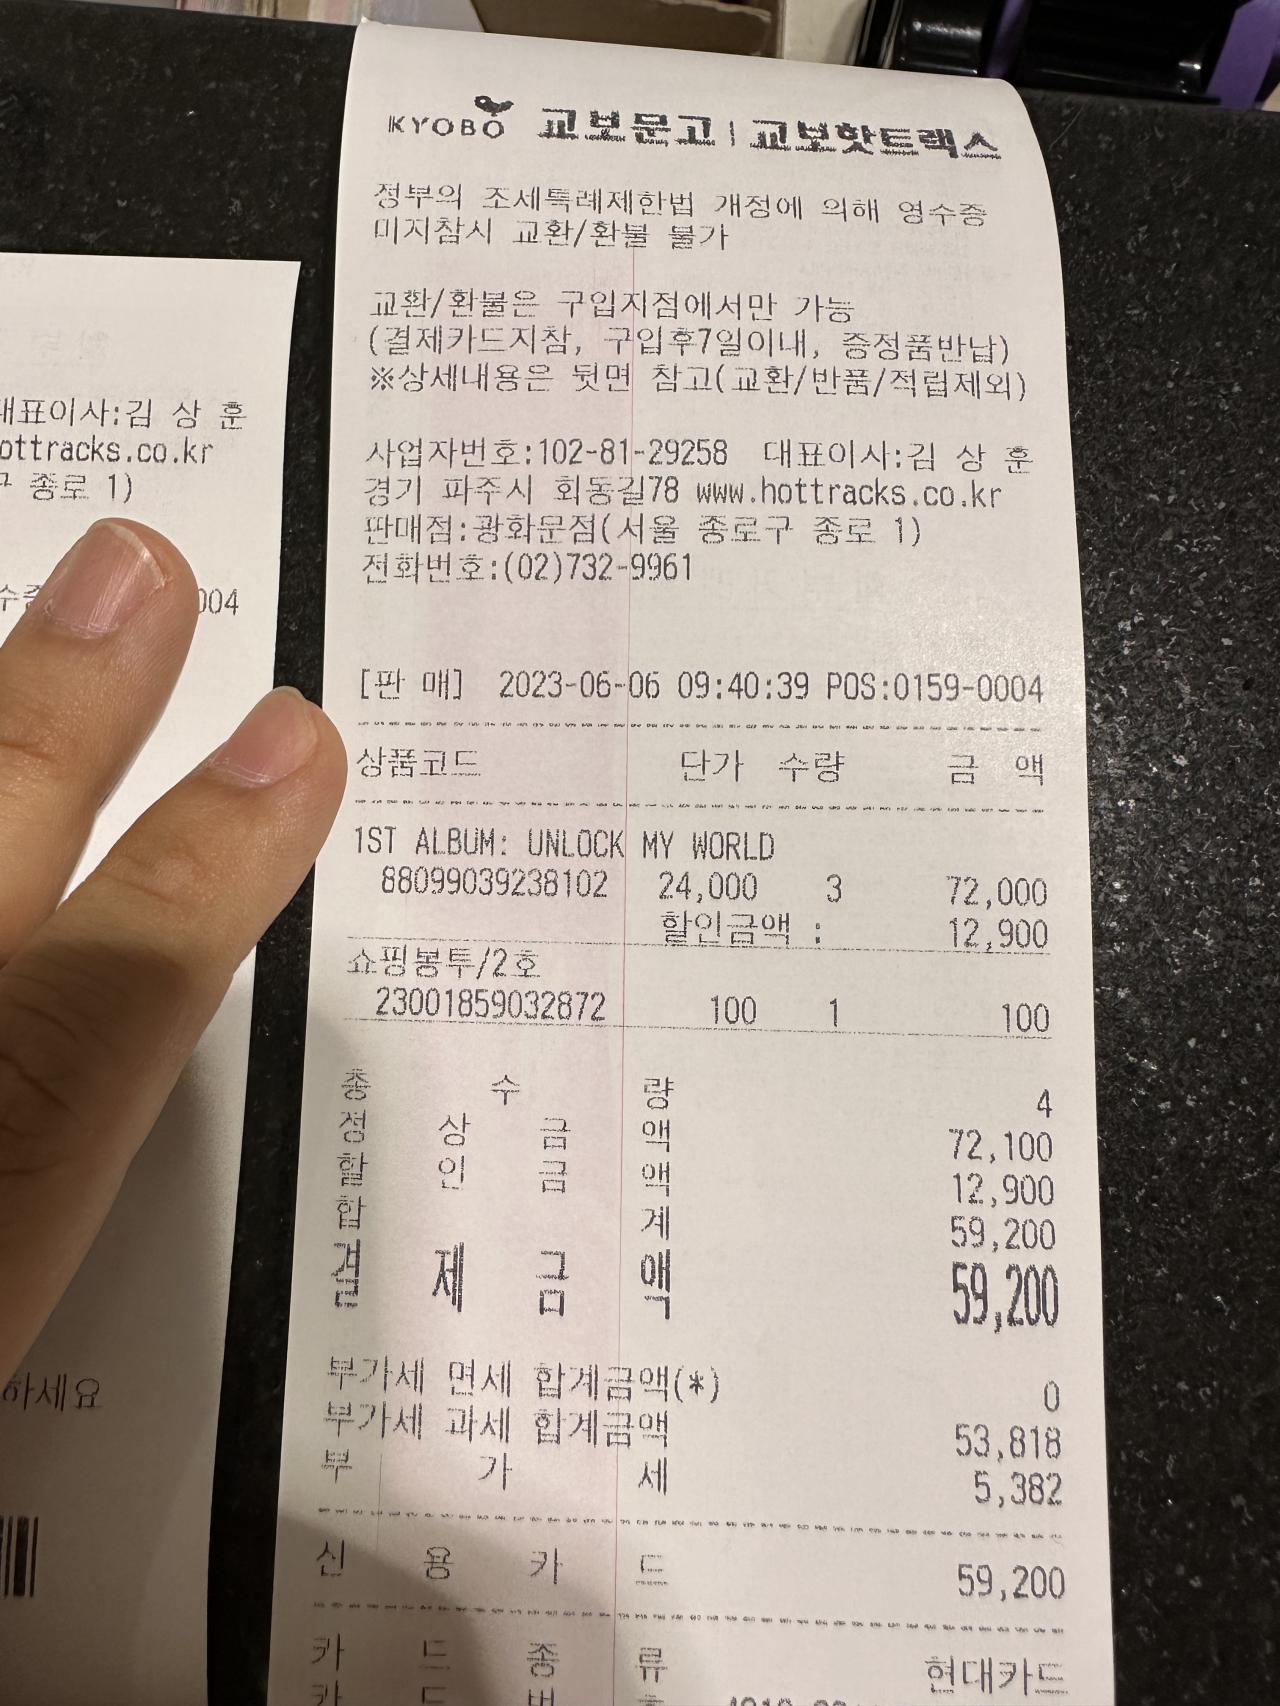 KYOBO 교보문고 | 교보핫트랙스
정부의 조세특례제한법 개정에 의해 영수증
미지참시 교환/환불 불가
교환/환불은 구입지점에서만 가능
(결제카드지참, 구입후7일이내, 증정품반납)
※상세내용은 뒷면 참고(교환/반품/적립제외)
사업자번호:102-81-29258 대표이사:김 상 훈
경기 파주시 회동길78 www.hottracks.co.kr
판매점:광화문점(서울 종로구 종로 1)
전화번호:(02)732-9961
[판 매] 2023-06-06 09:40:39 POS:0159-0004
상품코드 단가 수량 금 액
1ST ALBUM: UNLOCK MY WORLD
88099039238102 24,000 3 72,000
할인금액 : 12,900
쇼핑봉투/2호
23001859032872 100 1 100
총 수 량 4
정 상 금 액 72,100
할 인 금 액 12,900
합 계 59,200
결 제 금 액 59,200
부가세 면세 합계금액(*) 0
부가세 과세 합계금액 53,818
부 가 세 5,382
신 용 카 드 59,200
카 드 종 류 현대카드
대표이사:김 상 훈
hottracks.co.kr
종로 1)
004
하세요